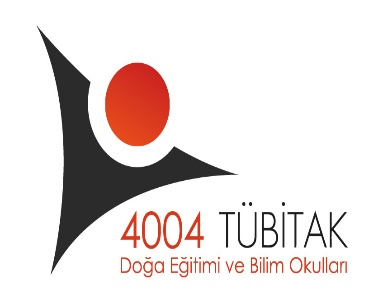 4004 TÜBİTAK
Doğa Eğitimi ve Bilim Okulları